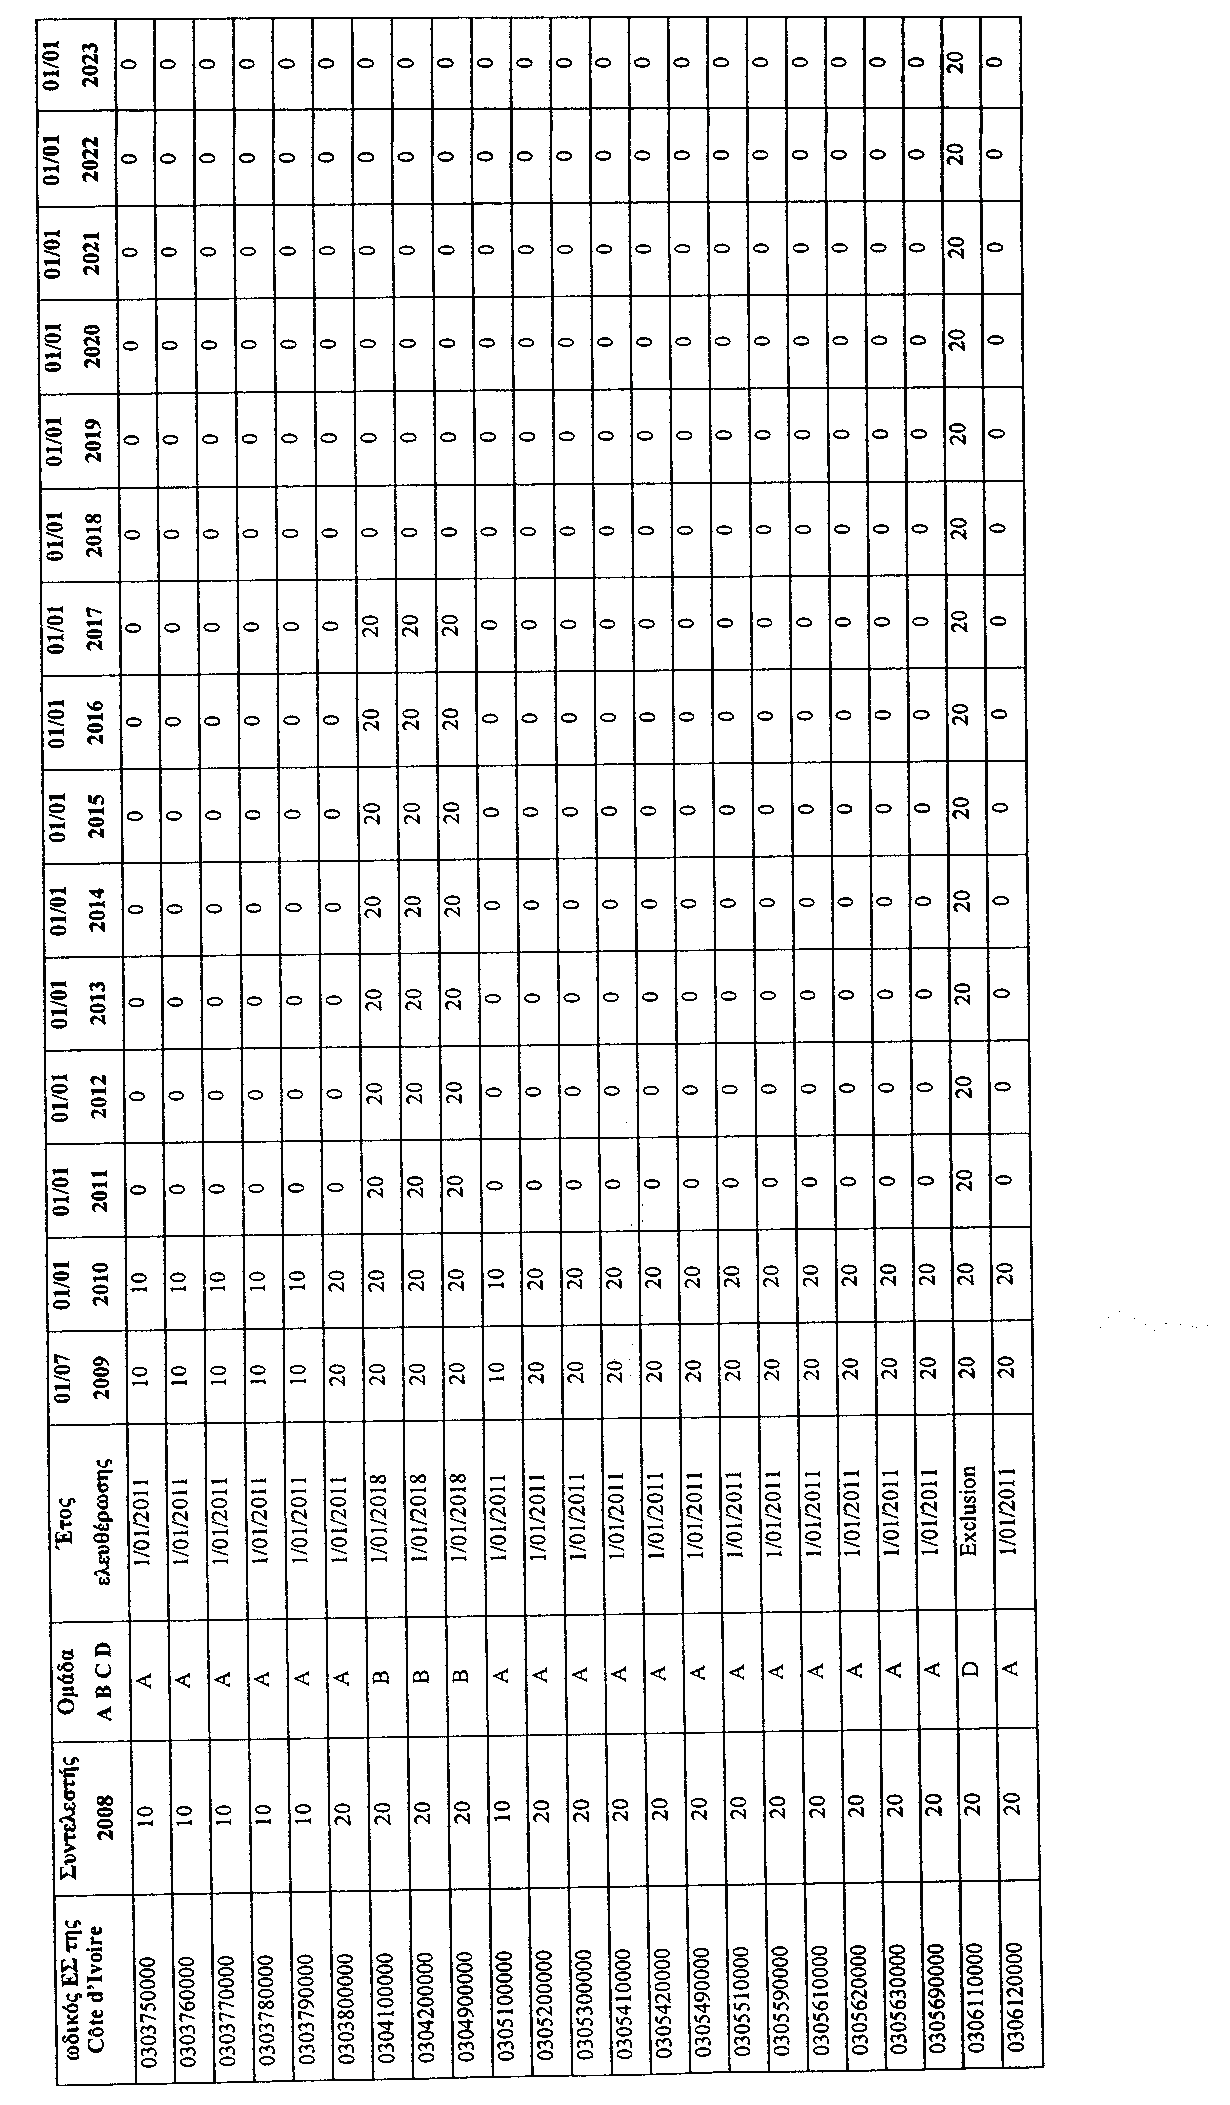 ωδικός ΕΣ της Côte d'Ivoire Συντελεστής 2008 Ομάδα A B C D Έτος ελευθέρωσης 01/07 2009 01/01 2010 01/01 2011 01/01 2012 01/01 2013 01/01 2014 01/01 2015 01/01 2016 01/01 2017 01/01 2018 01/01 2019 01/01 2020 01/01 2021 01/01 2022 01/01 2023
0303750000 10 A 1/01/2011 10 10 0 0 0 0 0 0 0 0 0 0 0 0 0
0303760000 10 A 1/01/2011 10 10 0 0 0 0 0 0 0 0 0 0 0 0 0
0303770000 10 A 1/01/2011 10 10 0 0 0 0 0 0 0 0 0 0 0 0 0
0303780000 10 A 1/01/2011 10 10 0 0 0 0 0 0 0 0 0 0 0 0 0
0303790000 10 A 1/01/2011 10 10 0 0 0 0 0 0 0 0 0 0 0 0 0
0303800000 20 A 1/01/2011 20 20 0 0 0 0 0 0 0 0 0 0 0 0 0
0304100000 20 B 1/01/2018 20 20 20 20 20 20 20 20 20 0 0 0 0 0 0
0304200000 20 B 1/01/2018 20 20 20 20 20 20 20 20 20 0 0 0 0 0 0
0304900000 20 B 1/01/2018 20 20 20 20 20 20 20 20 20 0 0 0 0 0 0
0305100000 10 A 1/01/2011 10 10 0 0 0 0 0 0 0 0 0 0 0 0 0
0305200000 20 A 1/01/2011 20 20 0 0 0 0 0 0 0 0 0 0 0 0 0
0305300000 20 A 1/01/2011 20 20 0 0 0 0 0 0 0 0 0 0 0 0 0
0305410000 20 A 1/01/2011 20 20 0 0 0 0 0 0 0 0 0 0 0 0 0
0305420000 20 A 1/01/2011 20 20 0 0 0 0 0 0 0 0 0 0 0 0 0
0305490000 20 A 1/01/2011 20 20 0 0 0 0 0 0 0 0 0 0 0 0 0
0305510000 20 A 1/01/2011 20 20 0 0 0 0 0 0 0 0 0 0 0 0 0
0305590000 20 A 1/01/2011 20 20 0 0 0 0 0 0 0 0 0 0 0 0 0
0305610000 20 A 1/01/2011 20 20 0 0 0 0 0 0 0 0 0 0 0 0 0
0305620000 20 A 1/01/2011 20 20 0 0 0 0 0 0 0 0 0 0 0 0 0
0305630000 20 A 1/01/2011 20 20 0 0 0 0 0 0 0 0 0 0 0 0 0
0305690000 20 A 1/01/2011 20 20 0 0 0 0 0 0 0 0 0 0 0 0 0
0306110000 20 D Exclusion 20 20 20 20 20 20 20 20 20 20 20 20 20 20 20
0306120000 20 A 1/01/2011 20 20 0 0 0 0 0 0 0 0 0 0 0 0 0